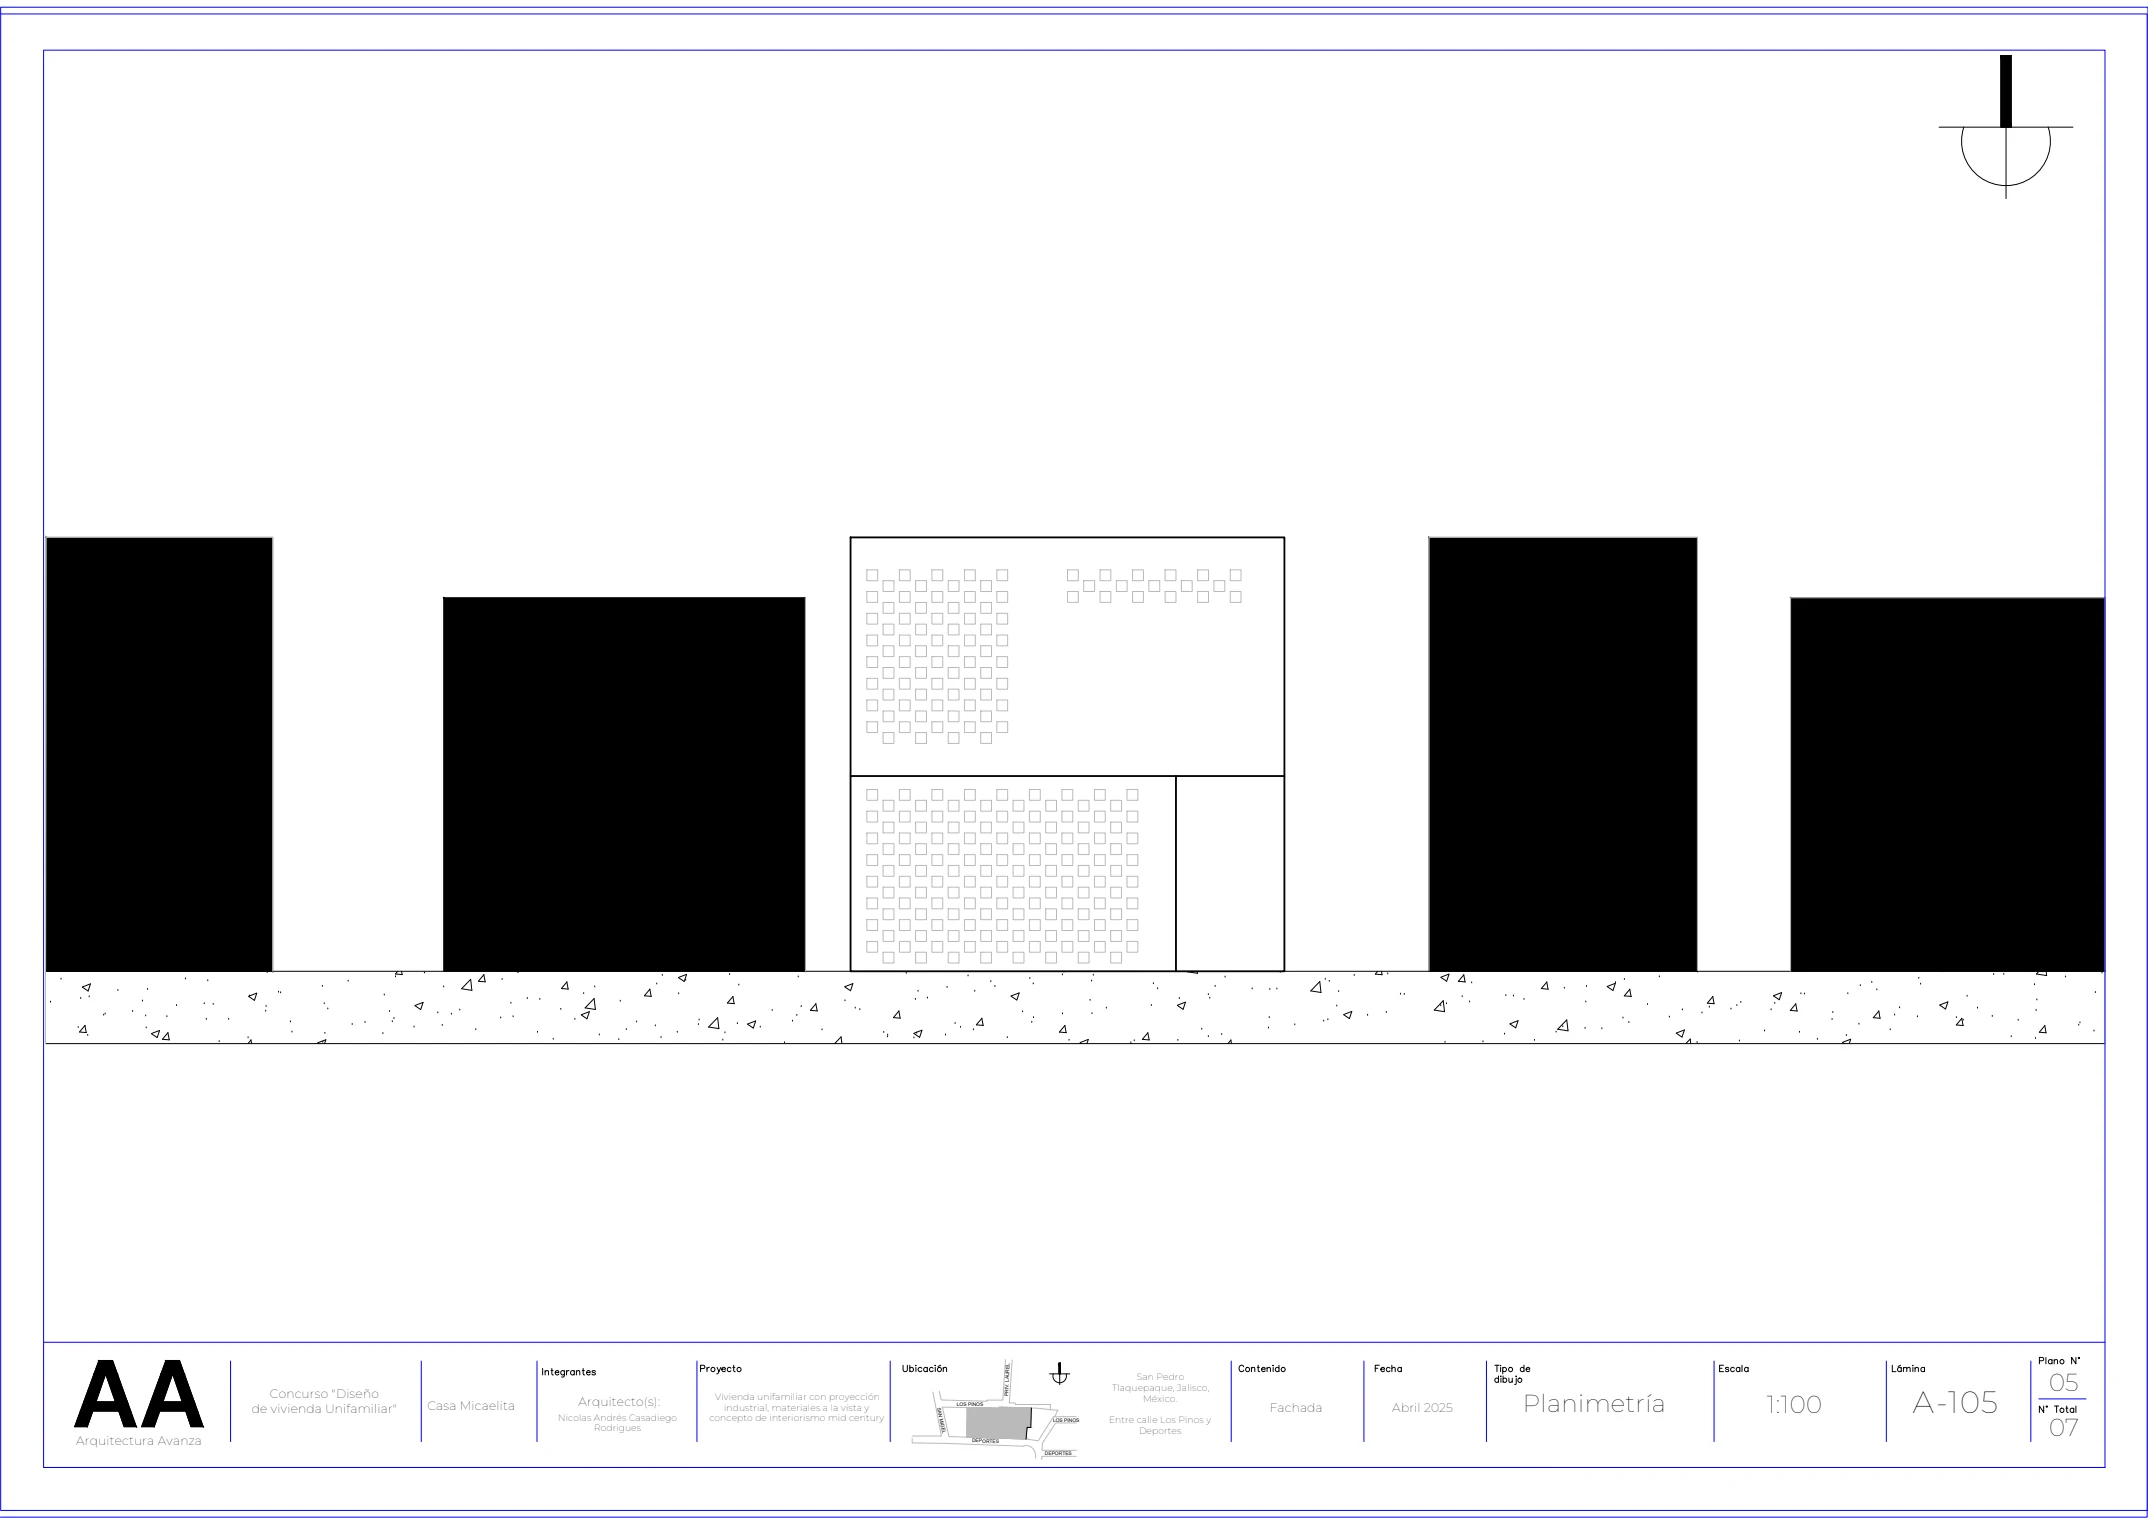 AA
Arquitectura Avanza
Concurso "Diseño
de vivienda Unifamiliar"
Casa Micaelita
Integrantes
Arquitecto(s):
Nicolas Andrés Casadiego
Rodrigues
Proyecto
Vivienda unifamiliar con proyección
industrial, materiales a la vista y
concepto de interiorismo mid century
Ubicación
PRIV. LAUREL
LOS PINOS
LOS PINOS
DEPORTES
DEPORTES
San Pedro
Tlaquepaque, Jalisco,
México.
Entre calle Los Pinos y
Deportes
Contenido
Fachada
Fecha
Abril 2025
Tipo de
dibujo
Planimetría
Escala
1:100
Lámina
A-105
Plano N°
05
N° Total
07